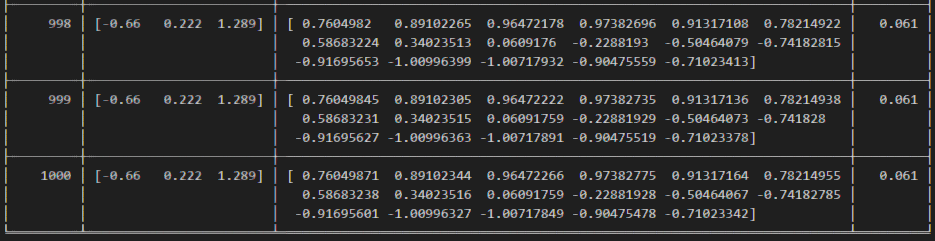 998 [-0.66 0.222 1.289] [ 0.7604982 0.89102265 0.96472178 0.97382696 0.91317108 0.78214922 0.061
0.58683224 0.34023513 0.0609176 -0.2288193 -0.50464079 -0.74182815
-0.91695653 -1.00996399 -1.00717932 -0.90475559 -0.71023413]
999 [-0.66 0.222 1.289] [ 0.76049845 0.89102305 0.96472222 0.97382735 0.91317136 0.78214938 0.061
0.58683231 0.34023515 0.06091759 -0.22881929 -0.50464073 -0.741828
-0.91695627 -1.00996363 -1.00717891 -0.90475519 -0.71023378]
1000 [-0.66 0.222 1.289] [ 0.76049871 0.89102344 0.96472266 0.97382775 0.91317164 0.78214955 0.061
0.58683238 0.34023516 0.06091759 -0.22881928 -0.50464067 -0.74182785
-0.91695601 -1.00996327 -1.00717849 -0.90475478 -0.71023342]